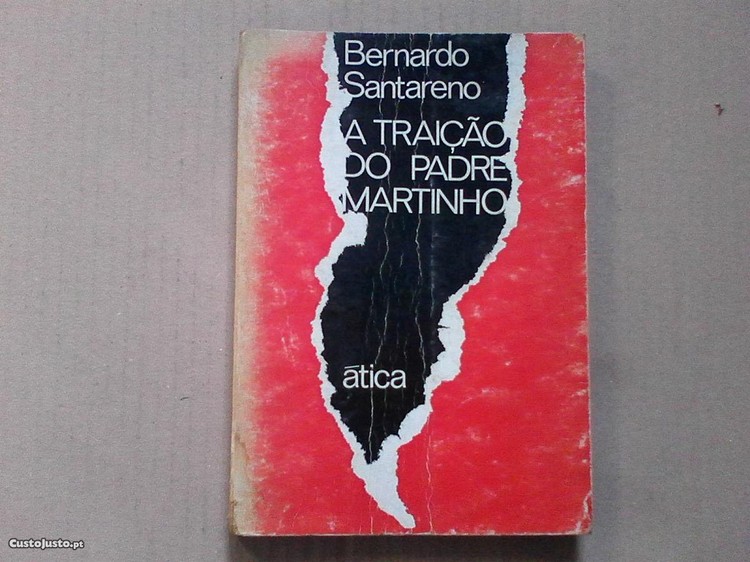 Bernardo
Santareno
A TRAIÇÃO
DO PADRE
MARTINHO
ática
CustoJusto.pt